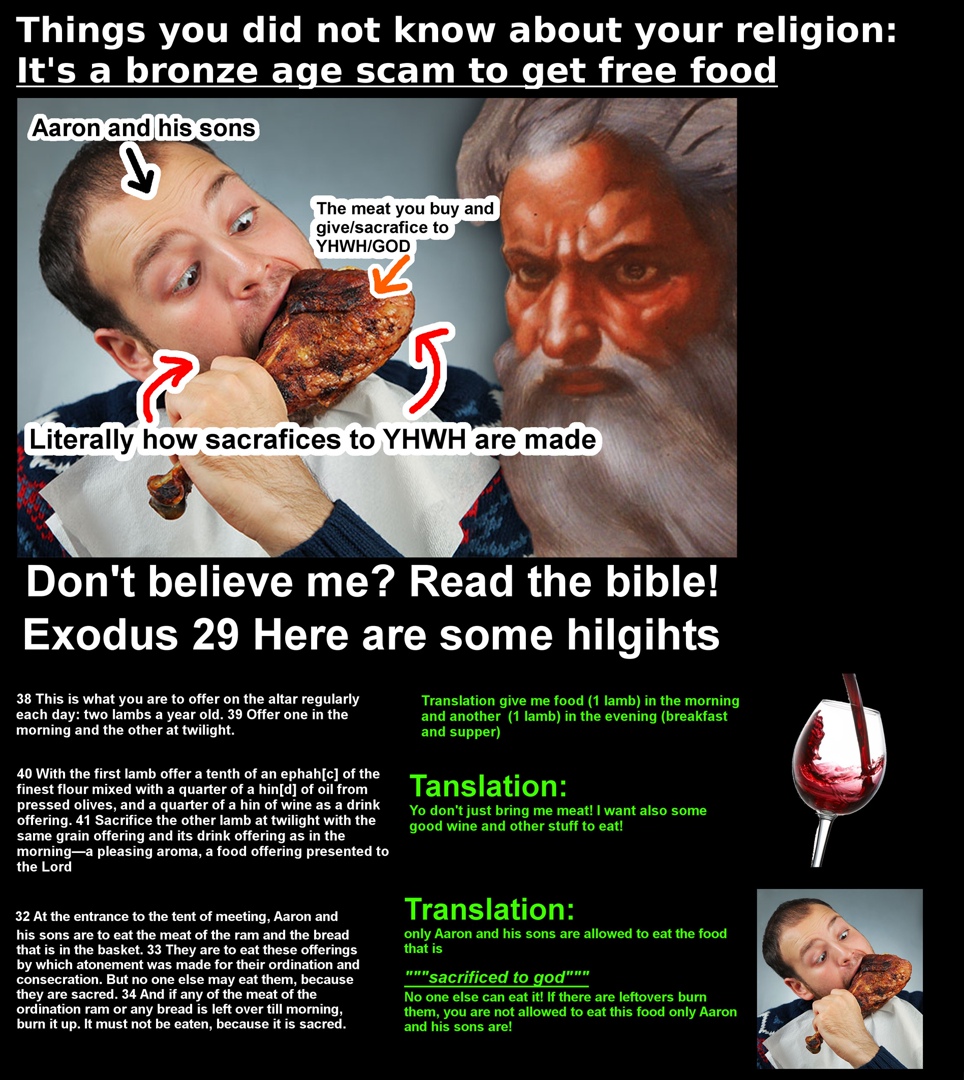 Things you did not know about your religion:
It's a bronze age scam to get free food
Aaron and his sons
The meat you buy and
give/sacrafice to
YHWH/GOD
Literally how sacrafices to YHWH are made
Don't believe me? Read the bible!
Exodus 29 Here are some hilgihts
38 This is what you are to offer on the altar regularly
each day: two lambs a year old. 39 Offer one in the
morning and the other at twilight.
Translation give me food (1 lamb) in the morning
and another (1 lamb) in the evening (breakfast
and supper)
40 With the first lamb offer a tenth of an ephah[c] of the
finest flour mixed with a quarter of a hin[d] of oil from
pressed olives, and a quarter of a hin of wine as a drink
offering. 41 Sacrifice the other lamb at twilight with the
same grain offering and its drink offering as in the
morning—a pleasing aroma, a food offering presented to
the Lord
Tanslation:
Yo don't just bring me meat! I want also some
good wine and other stuff to eat!
32 At the entrance to the tent of meeting, Aaron and
his sons are to eat the meat of the ram and the bread
that is in the basket. 33 They are to eat these offerings
by which atonement was made for their ordination and
consecration. But no one else may eat them, because
they are sacred. 34 And if any of the meat of the
ordination ram or any bread is left over till morning,
burn it up. It must not be eaten, because it is sacred.
Translation:
only Aaron and his sons are allowed to eat the food
that is
"""sacrificed to god"""
No one else can eat it! If there are leftovers burn
them, you are not allowed to eat this food only Aaron
and his sons are!